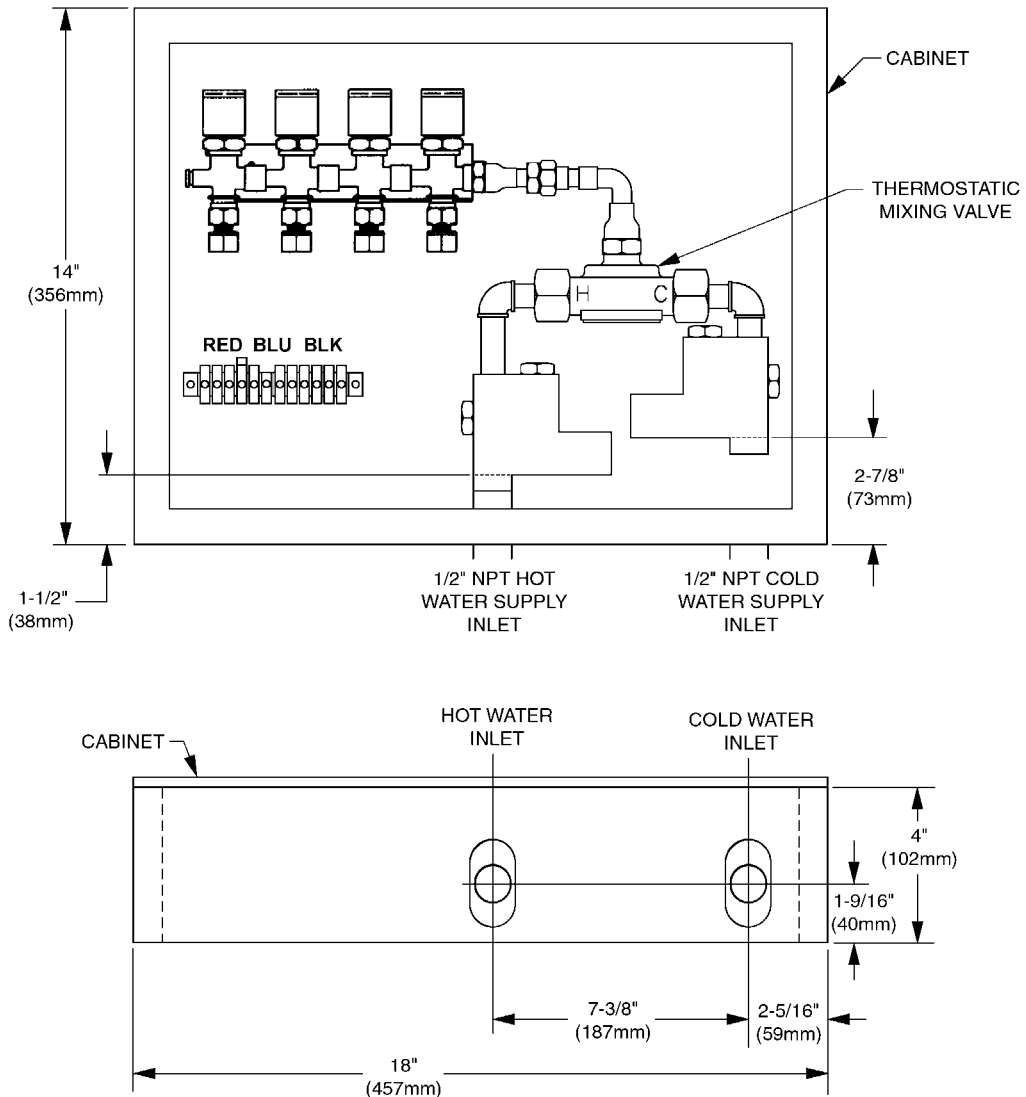 CABINET
THERMOSTATIC
MIXING VALVE
14"
(356mm)
H C
RED BLU BLK
2-7/8"
(73mm)
1-1/2"
(38mm)
1/2" NPT HOT
WATER SUPPLY
INLET
1/2" NPT COLD
WATER SUPPLY
INLET
HOT WATER
INLET
COLD WATER
INLET
CABINET
4"
(102mm)
1-9/16"
(40mm)
7-3/8"
(187mm)
2-5/16"
(59mm)
18"
(457mm)